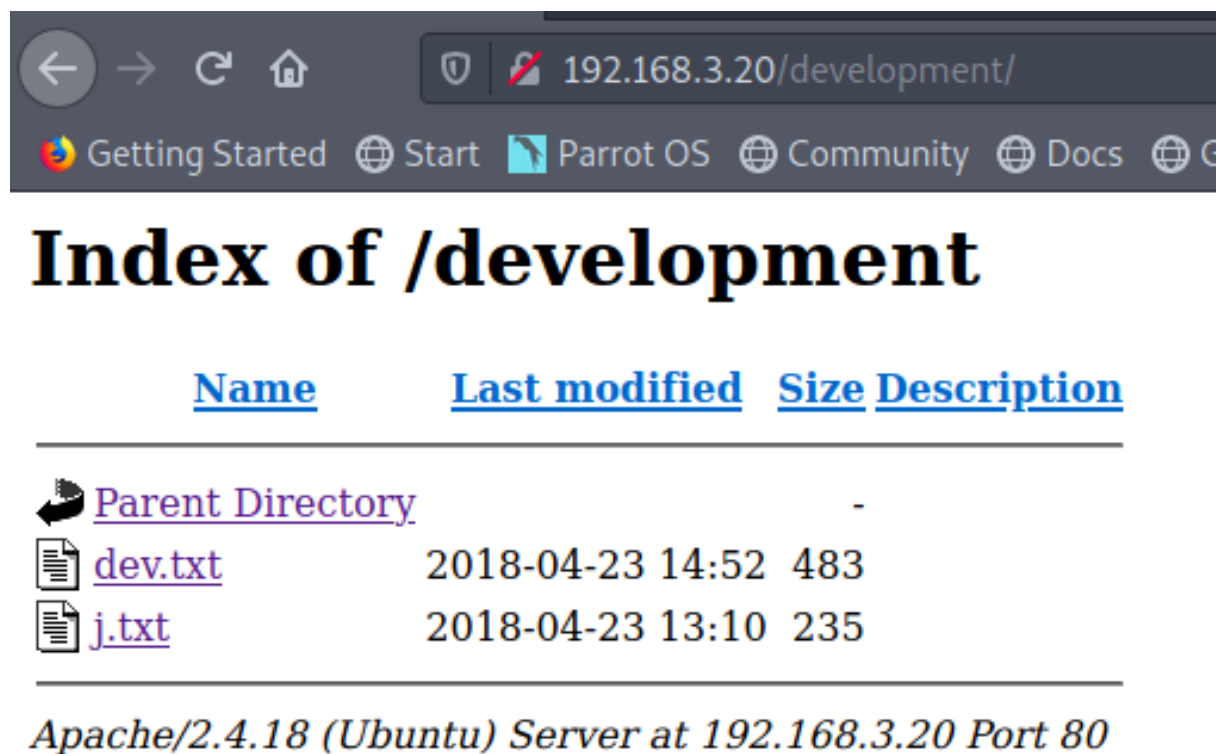 192.168.3.20/development/
Getting Started Start Parrot OS Community Docs G
Index of /development
Name Last modified Size Description
Parent Directory -
dev.txt 2018-04-23 14:52 483
j.txt 2018-04-23 13:10 235
Apache/2.4.18 (Ubuntu) Server at 192.168.3.20 Port 80